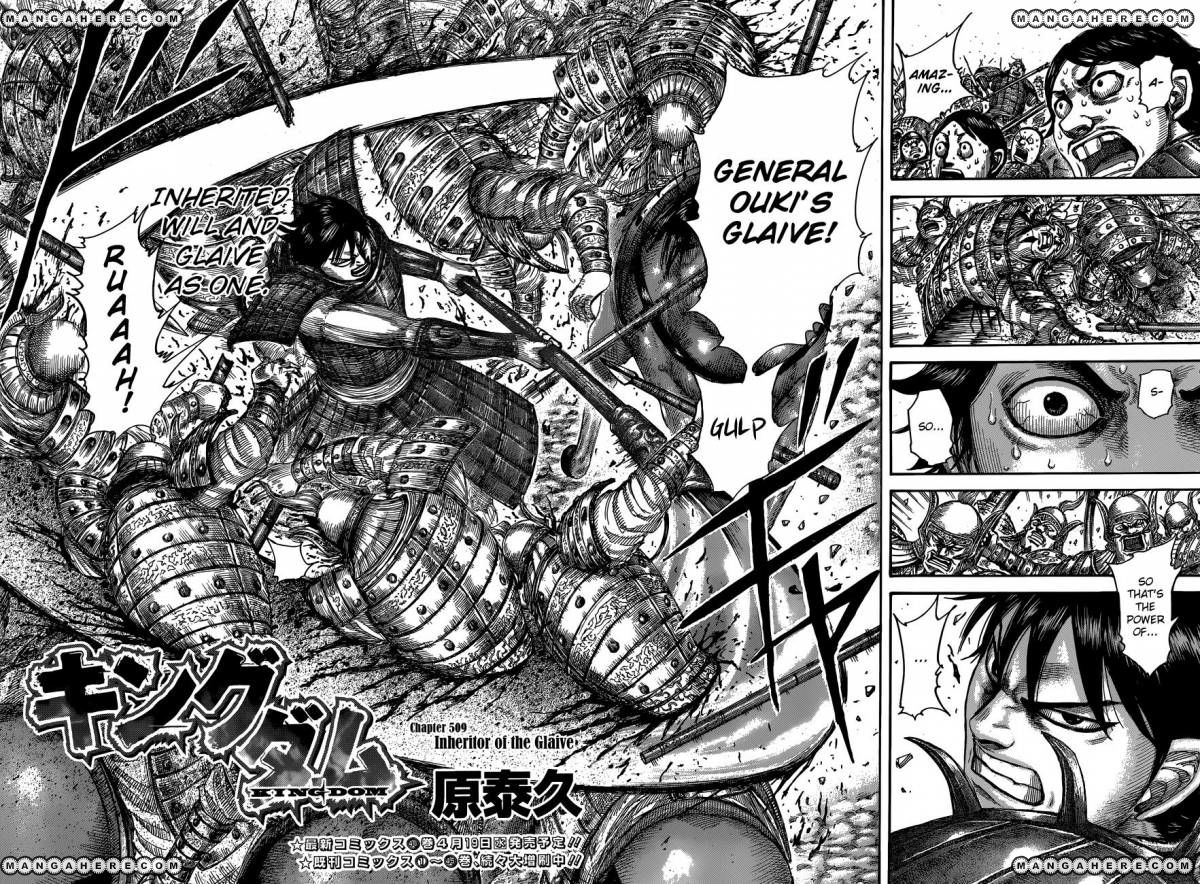 MANGAHERE.COM
MANGAHERE.COM
A-
AMAZ-
ING...
S-
SO...
SO
THAT'S
THE
POWER
OF...
...
GENERAL
OUKI'S
GLAIVE!
GULP
INHERITED
WILL AND
GLAIVE
AS ONE.
RUAAAH!
キングダム
KINGDOM
Chapter 509
Inheritor of the Glaive
原泰久
MANGAHERE.COM
MANGAHERE.COM